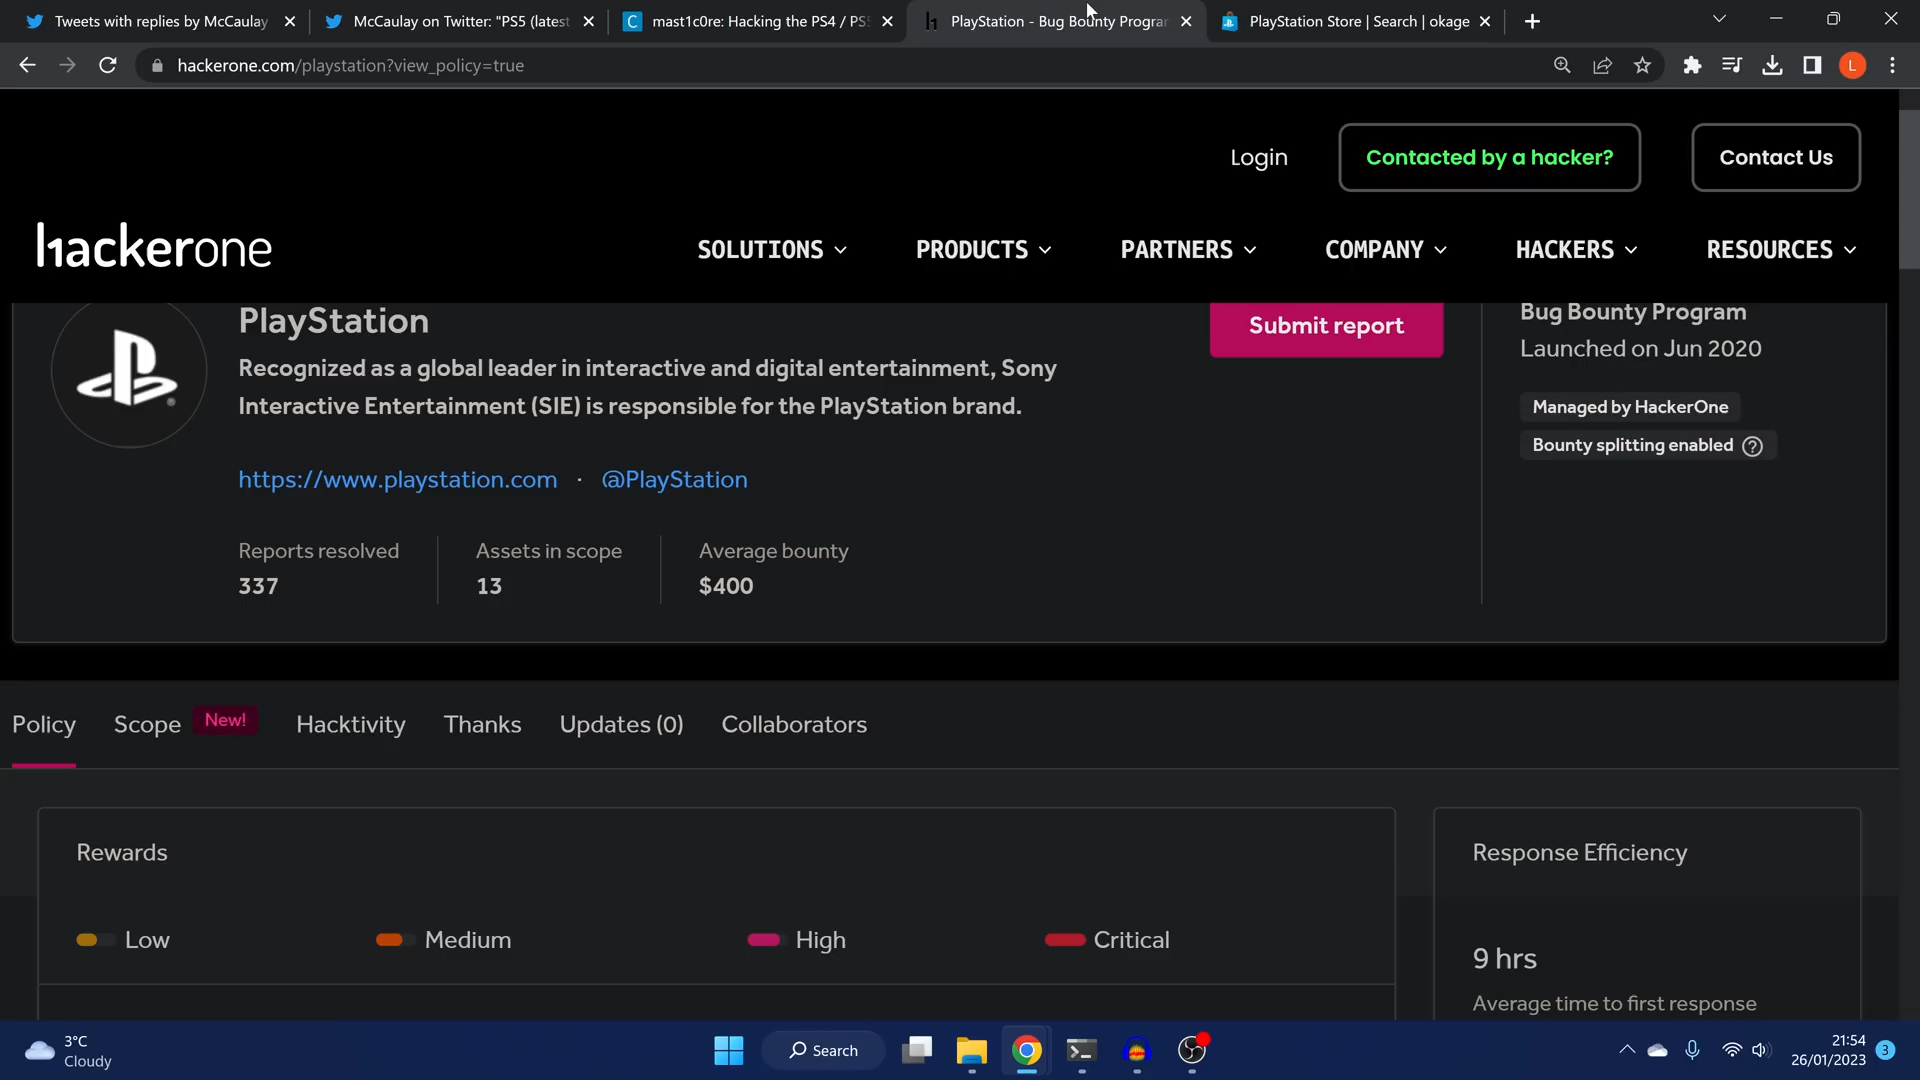 Tweets with replies by McCaulay
McCaulay on Twitter: "PS5 (latest
mast1c0re: Hacking the PS4 / PS5
PlayStation - Bug Bounty Program
PlayStation Store | Search | okage
hackerone.com/playstation?view_policy=true
L
Login
Contacted by a hacker?
Contact Us
hackerone
SOLUTIONS
PRODUCTS
PARTNERS
COMPANY
HACKERS
RESOURCES
PlayStation
Recognized as a global leader in interactive and digital entertainment, Sony
Interactive Entertainment (SIE) is responsible for the PlayStation brand.
https://www.playstation.com · @PlayStation
Submit report
Bug Bounty Program
Launched on Jun 2020
Managed by HackerOne
Bounty splitting enabled
Reports resolved
337
Assets in scope
13
Average bounty
$400
Policy
Scope
New!
Hacktivity
Thanks
Updates (0)
Collaborators
Rewards
Low
Medium
High
Critical
Response Efficiency
9 hrs
Average time to first response
3°C
Cloudy
Search
21:54
26/01/2023
3